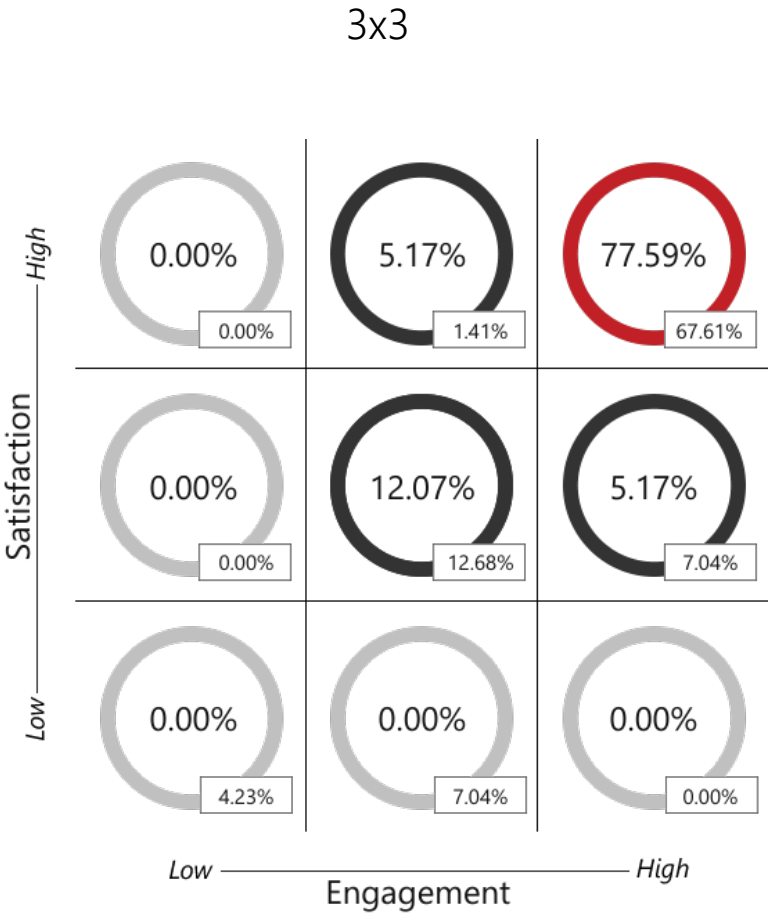 3x3
High
0.00%
0.00%
5.17%
1.41%
77.59%
67.61%
Satisfaction
0.00%
0.00%
12.07%
12.68%
5.17%
7.04%
Low
0.00%
4.23%
0.00%
7.04%
0.00%
0.00%
Low
High
Engagement